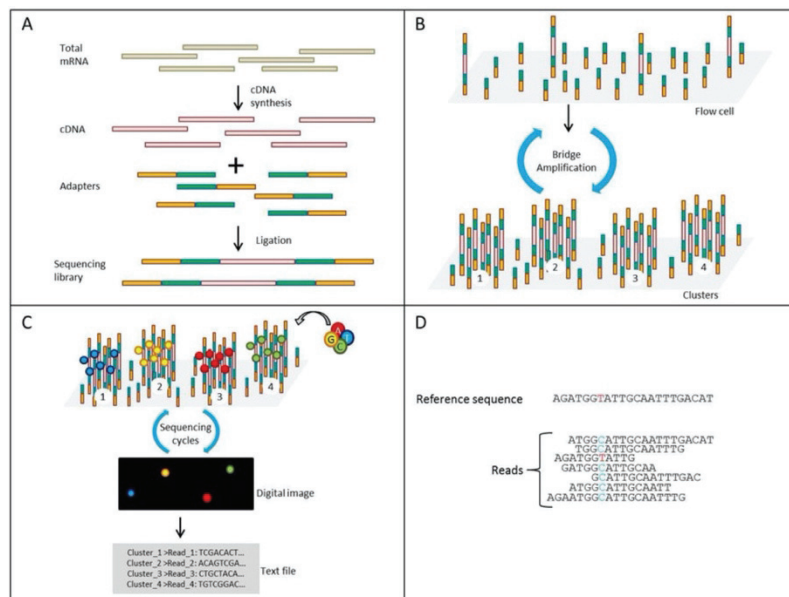 A
Total
mRNA
cDNA
synthesis
cDNA
+
Adapters
Ligation
Sequencing
library
B
Flow cell
Bridge
Amplification
1
2
3
4
Clusters
C
A
G
T
C
1
2
3
4
Sequencing
cycles
Digital image
Cluster_1 >Read_1: TCGACACT...
Cluster_2 >Read_2: ACAGTCGA...
Cluster_3 >Read_3: CTGCTACA...
Cluster_4 >Read_4: TGTCGGAC...
Text file
D
Reference sequence AGATGGTATTGCAATTTGACAT
Reads
ATGGCATTGCAATTTGACAT
TGGCATTGCAATTTG
AGATGGTATTG
GATGGCATTGCAA
GCATTGCAATTTGAC
ATGGCATTGCAATT
AGAATGGCATTGCAATTTG